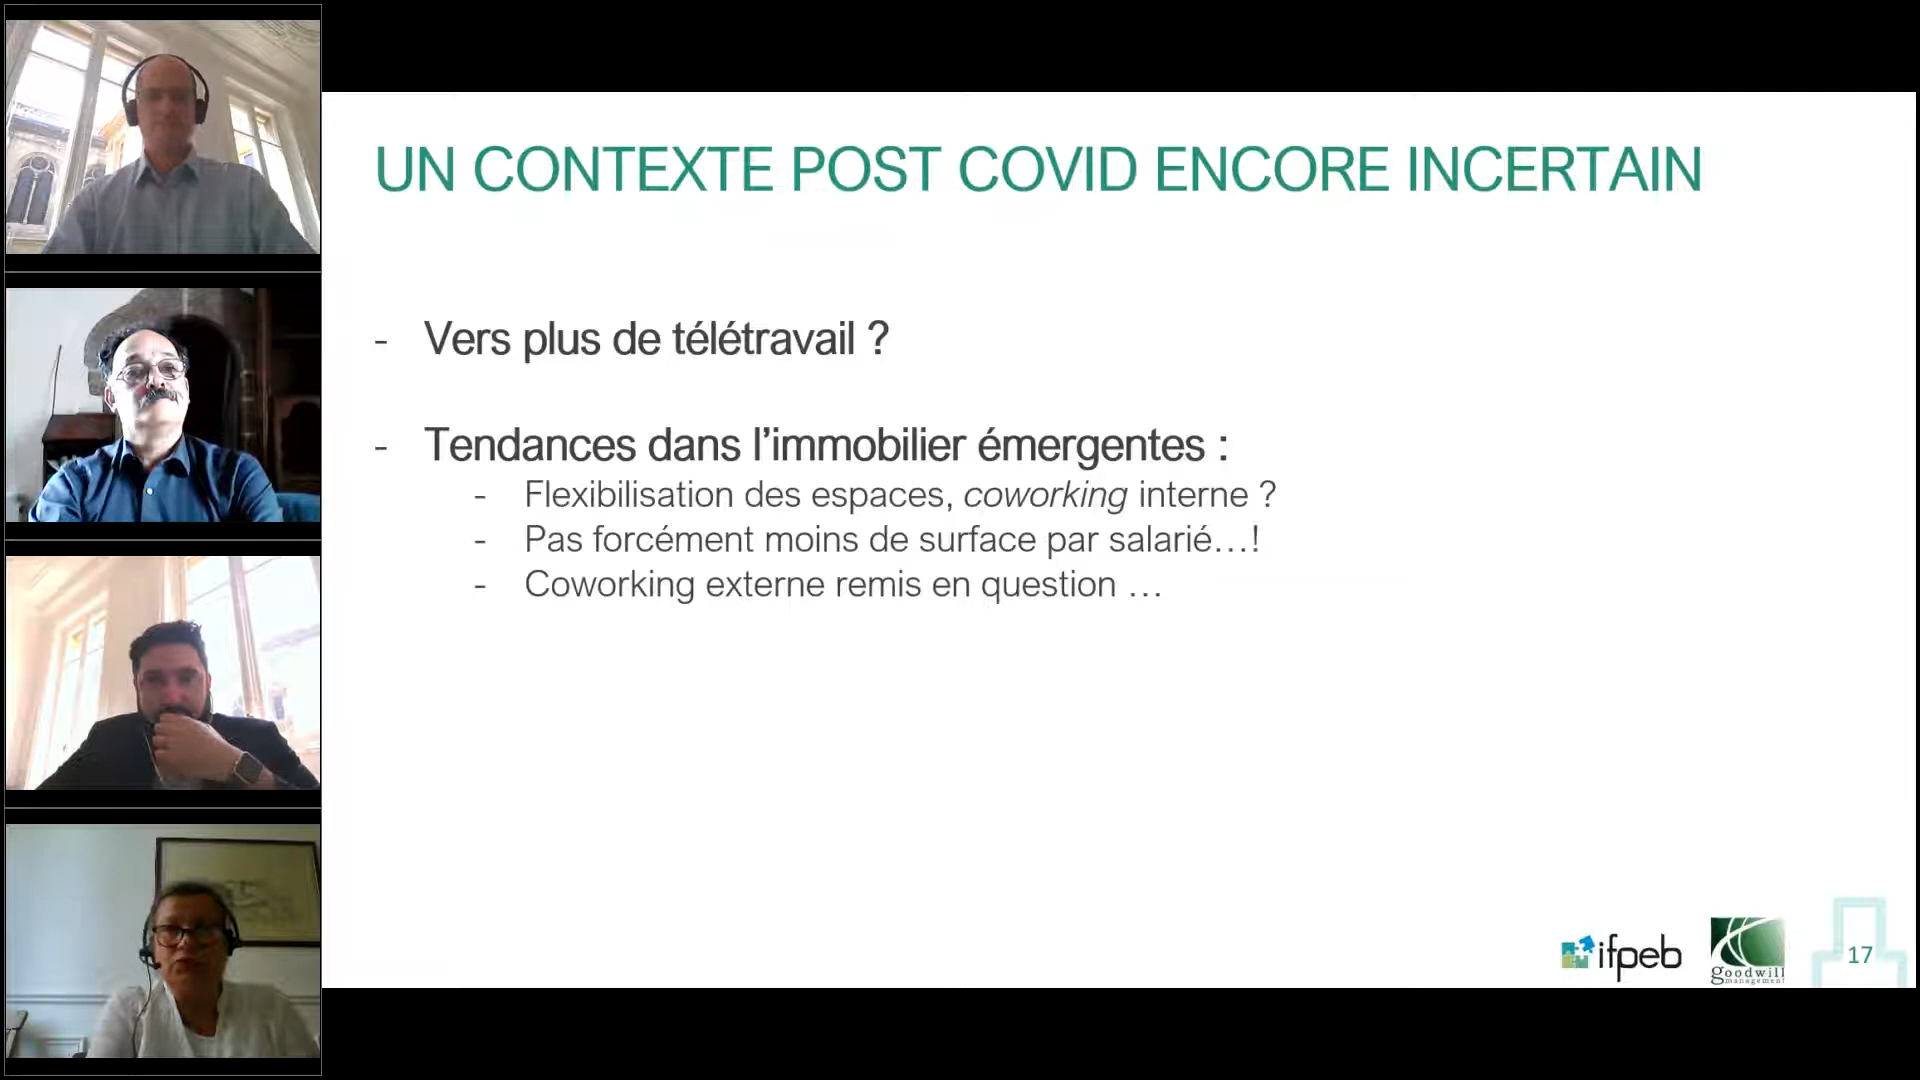 UN CONTEXTE POST COVID ENCORE INCERTAIN
- Vers plus de télétravail ?
- Tendances dans l’immobilier émergentes :
- Flexibilisation des espaces, coworking interne ?
- Pas forcément moins de surface par salarié…!
- Coworking externe remis en question …
ifpeb
goodwill
management
17